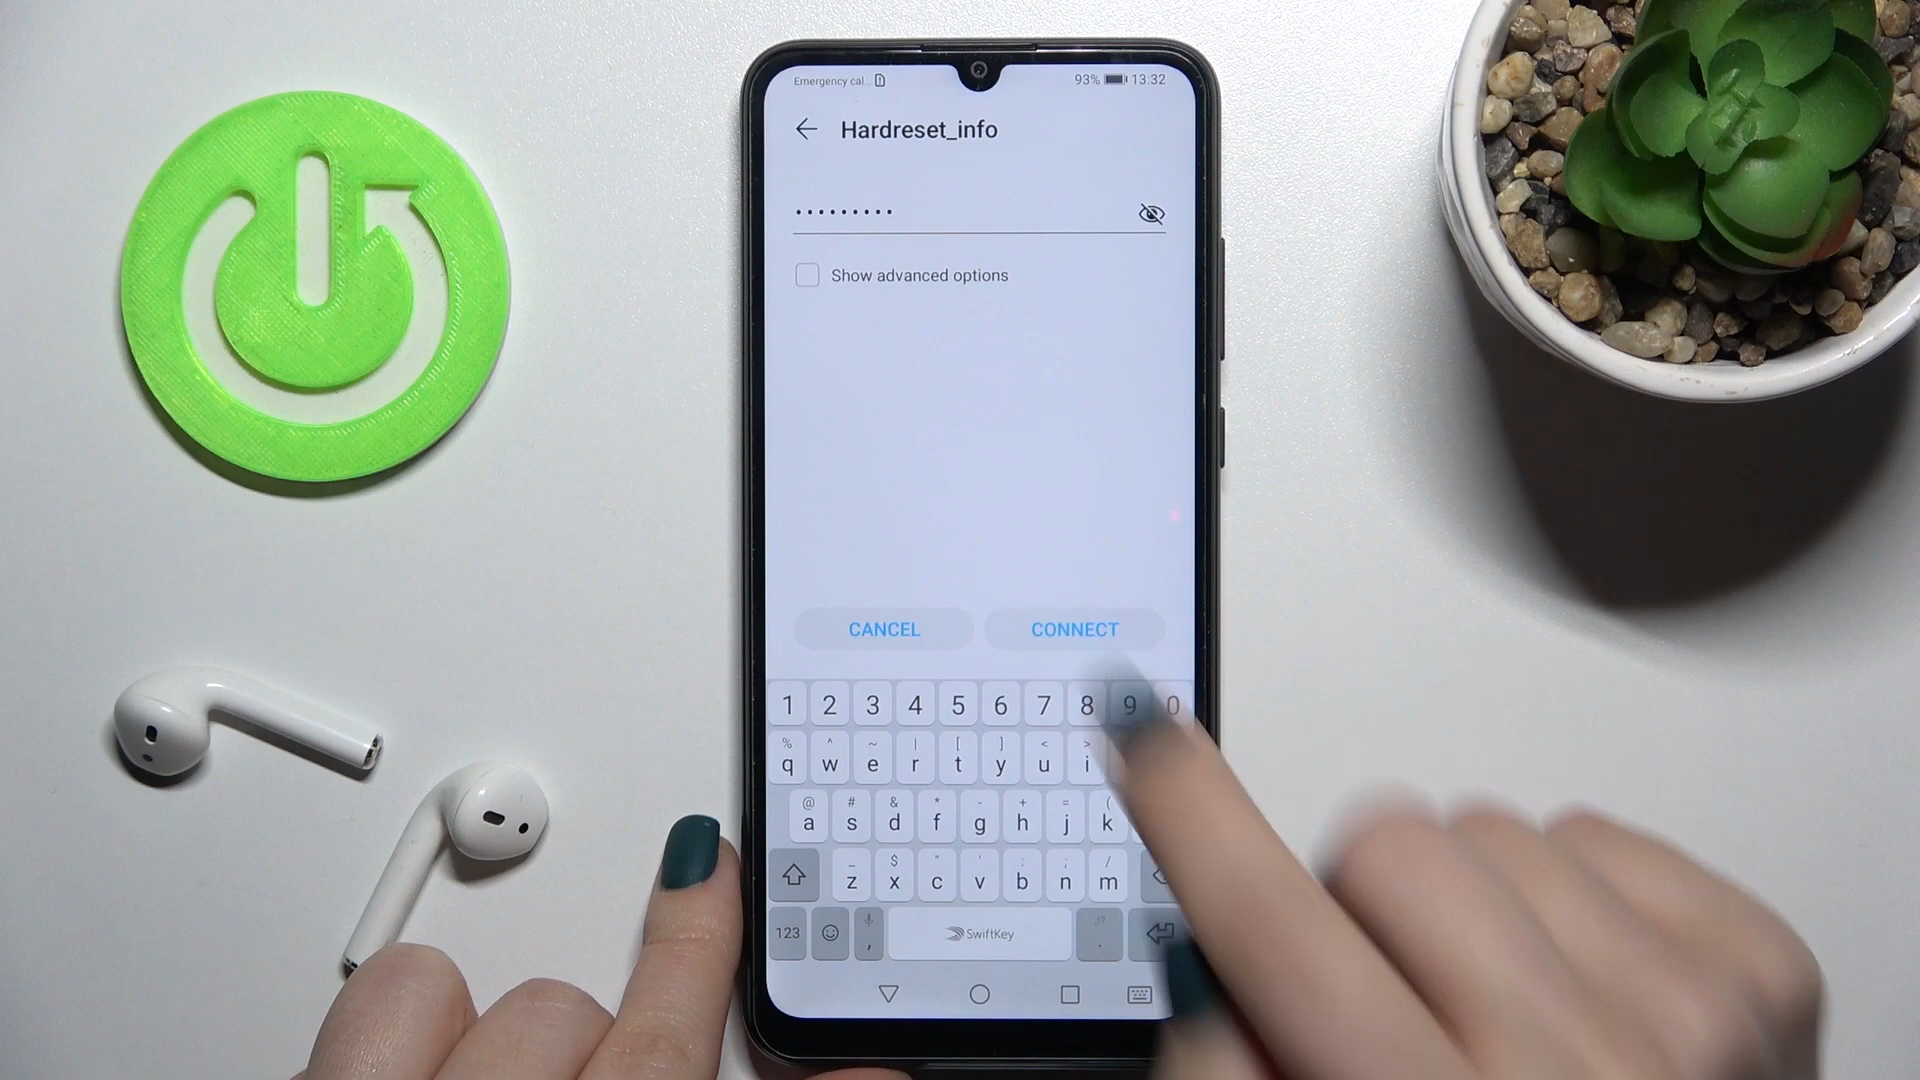 Emergency cal...
93% 13:32
Hardreset_info
•••••••••
Show advanced options
CANCEL CONNECT
1 2 3 4 5 6 7 8 9 0
% ^ ~ | [ ] < >
q w e r t y u i
@ # & * - + = (
a s d f g h j k
_ $ " ' : ; /
z x c v b n m
123 , SwiftKey ,!? .